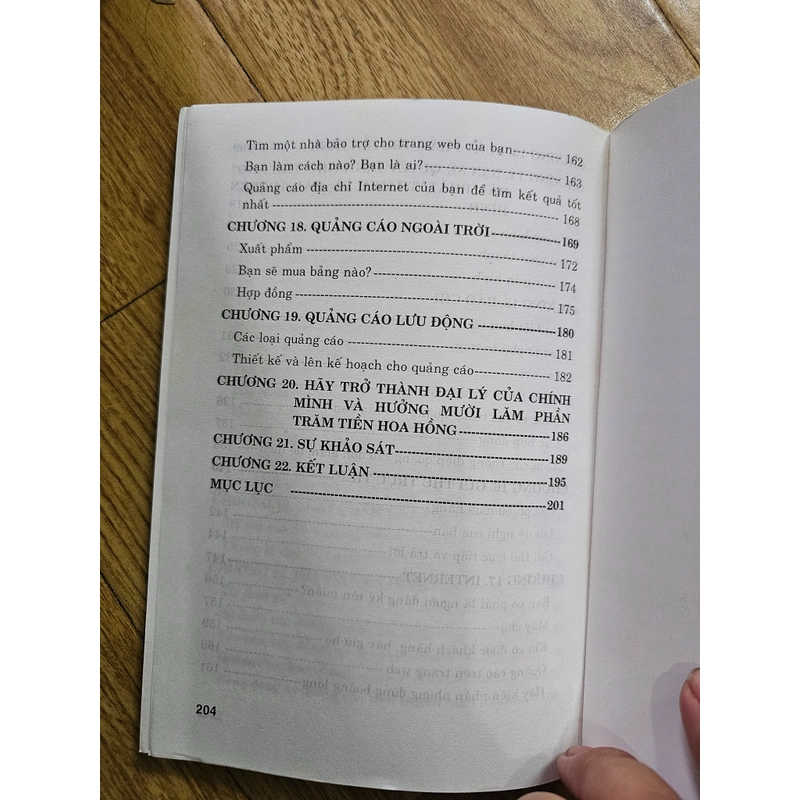 Tìm một nhà bảo trợ cho trang web của bạn----------- 162
Bạn làm cách nào? Bạn là ai?-------------------------- 163
Quảng cáo địa chỉ Internet của bạn để tìm kết quả tốt
nhất---------------------------------------------------- 168
CHƯƠNG 18. QUẢNG CÁO NGOÀI TRỜI---------------169
Xuất phẩm---------------------------------------------- 172
Bạn sẽ mua bảng nào?--------------------------------- 174
Hợp đồng----------------------------------------------- 175
CHƯƠNG 19. QUẢNG CÁO LƯU ĐỘNG ----------------180
Các loại quảng cáo------------------------------------- 181
Thiết kế và lên kế hoạch cho quảng cáo--------------- 182
CHƯƠNG 20. HÃY TRỞ THÀNH ĐẠI LÝ CỦA CHÍNH
MÌNH VÀ HƯỞNG MƯỜI LĂM PHẦN
TRĂM TIỀN HOA HỒNG-----------------186
CHƯƠNG 21. SỰ KHẢO SÁT-----------------------------189
CHƯƠNG 22. KẾT LUẬN---------------------------------195
MỤC LỤC ------------------------------------------------201
204